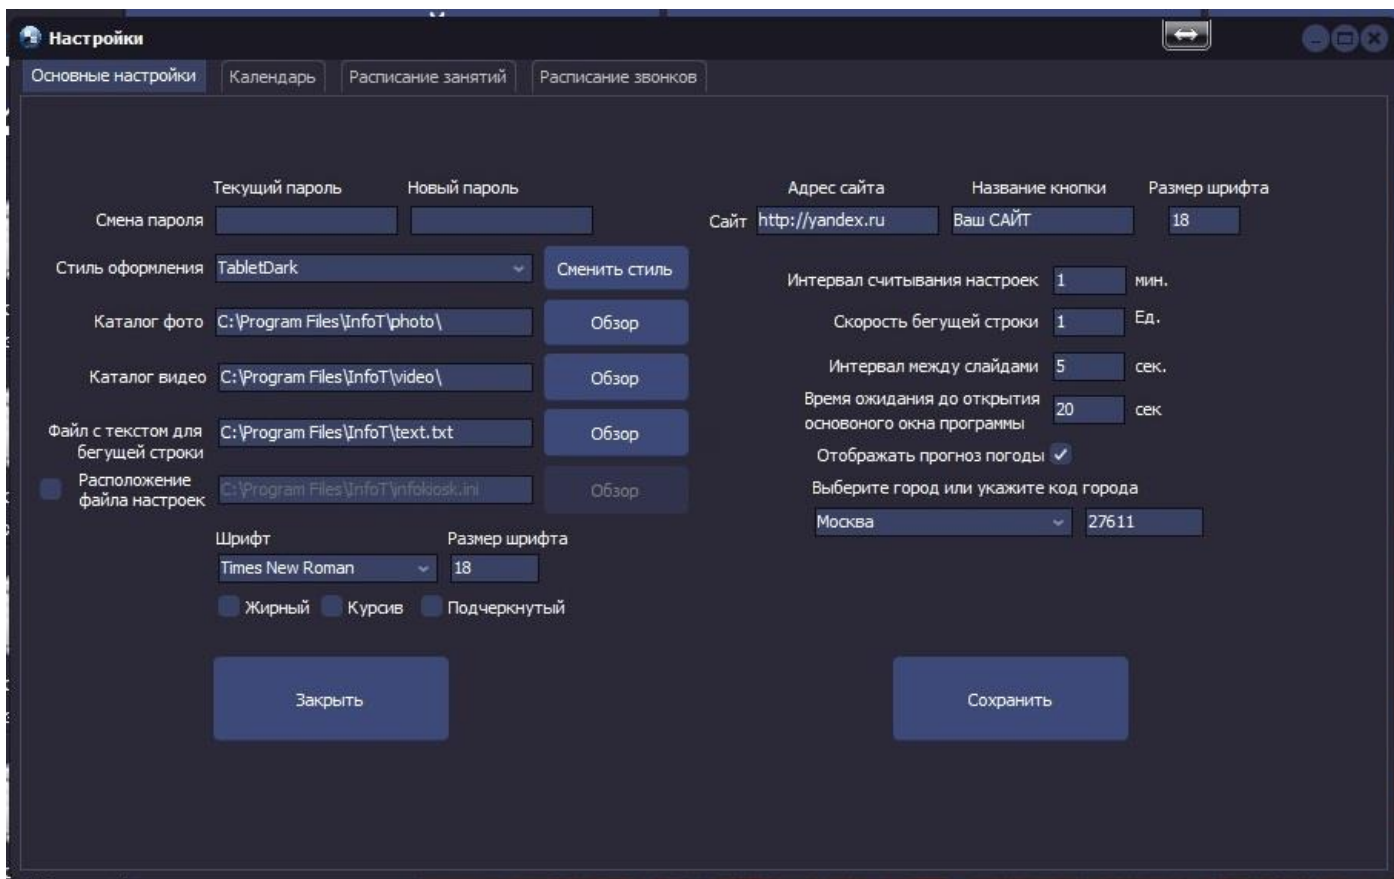 Настройки
Основные настройки Календарь Расписание занятий Расписание звонков
Текущий пароль Новый пароль
Смена пароля
Стиль оформления TabletDark Сменить стиль
Каталог фото C:\Program Files\InfoT\photo\ Обзор
Каталог видео C:\Program Files\InfoT\video\ Обзор
Файл с текстом для
бегущей строки C:\Program Files\InfoT\text.txt Обзор
Расположение
файла настроек C:\Program Files\InfoT\infokiosk.ini Обзор
Шрифт Размер шрифта
Times New Roman 18
Жирный Курсив Подчеркнутый
Закрыть
Адрес сайта Название кнопки Размер шрифта
Сайт http://yandex.ru Ваш САЙТ 18
Интервал считывания настроек 1 мин.
Скорость бегущей строки 1 Ед.
Интервал между слайдами 5 сек.
Время ожидания до открытия
основоного окна программы 20 сек
Отображать прогноз погоды
Выберите город или укажите код города
Москва 27611
Сохранить